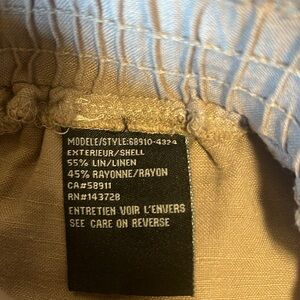 MODELE/STYLE:68910-4324
EXTERIEUR/SHELL
55% LIN/LINEN
45% RAYONNE/RAYON
CA#58911
RN#143728
ENTRETIEN VOIR L'ENVERS
SEE CARE ON REVERSE